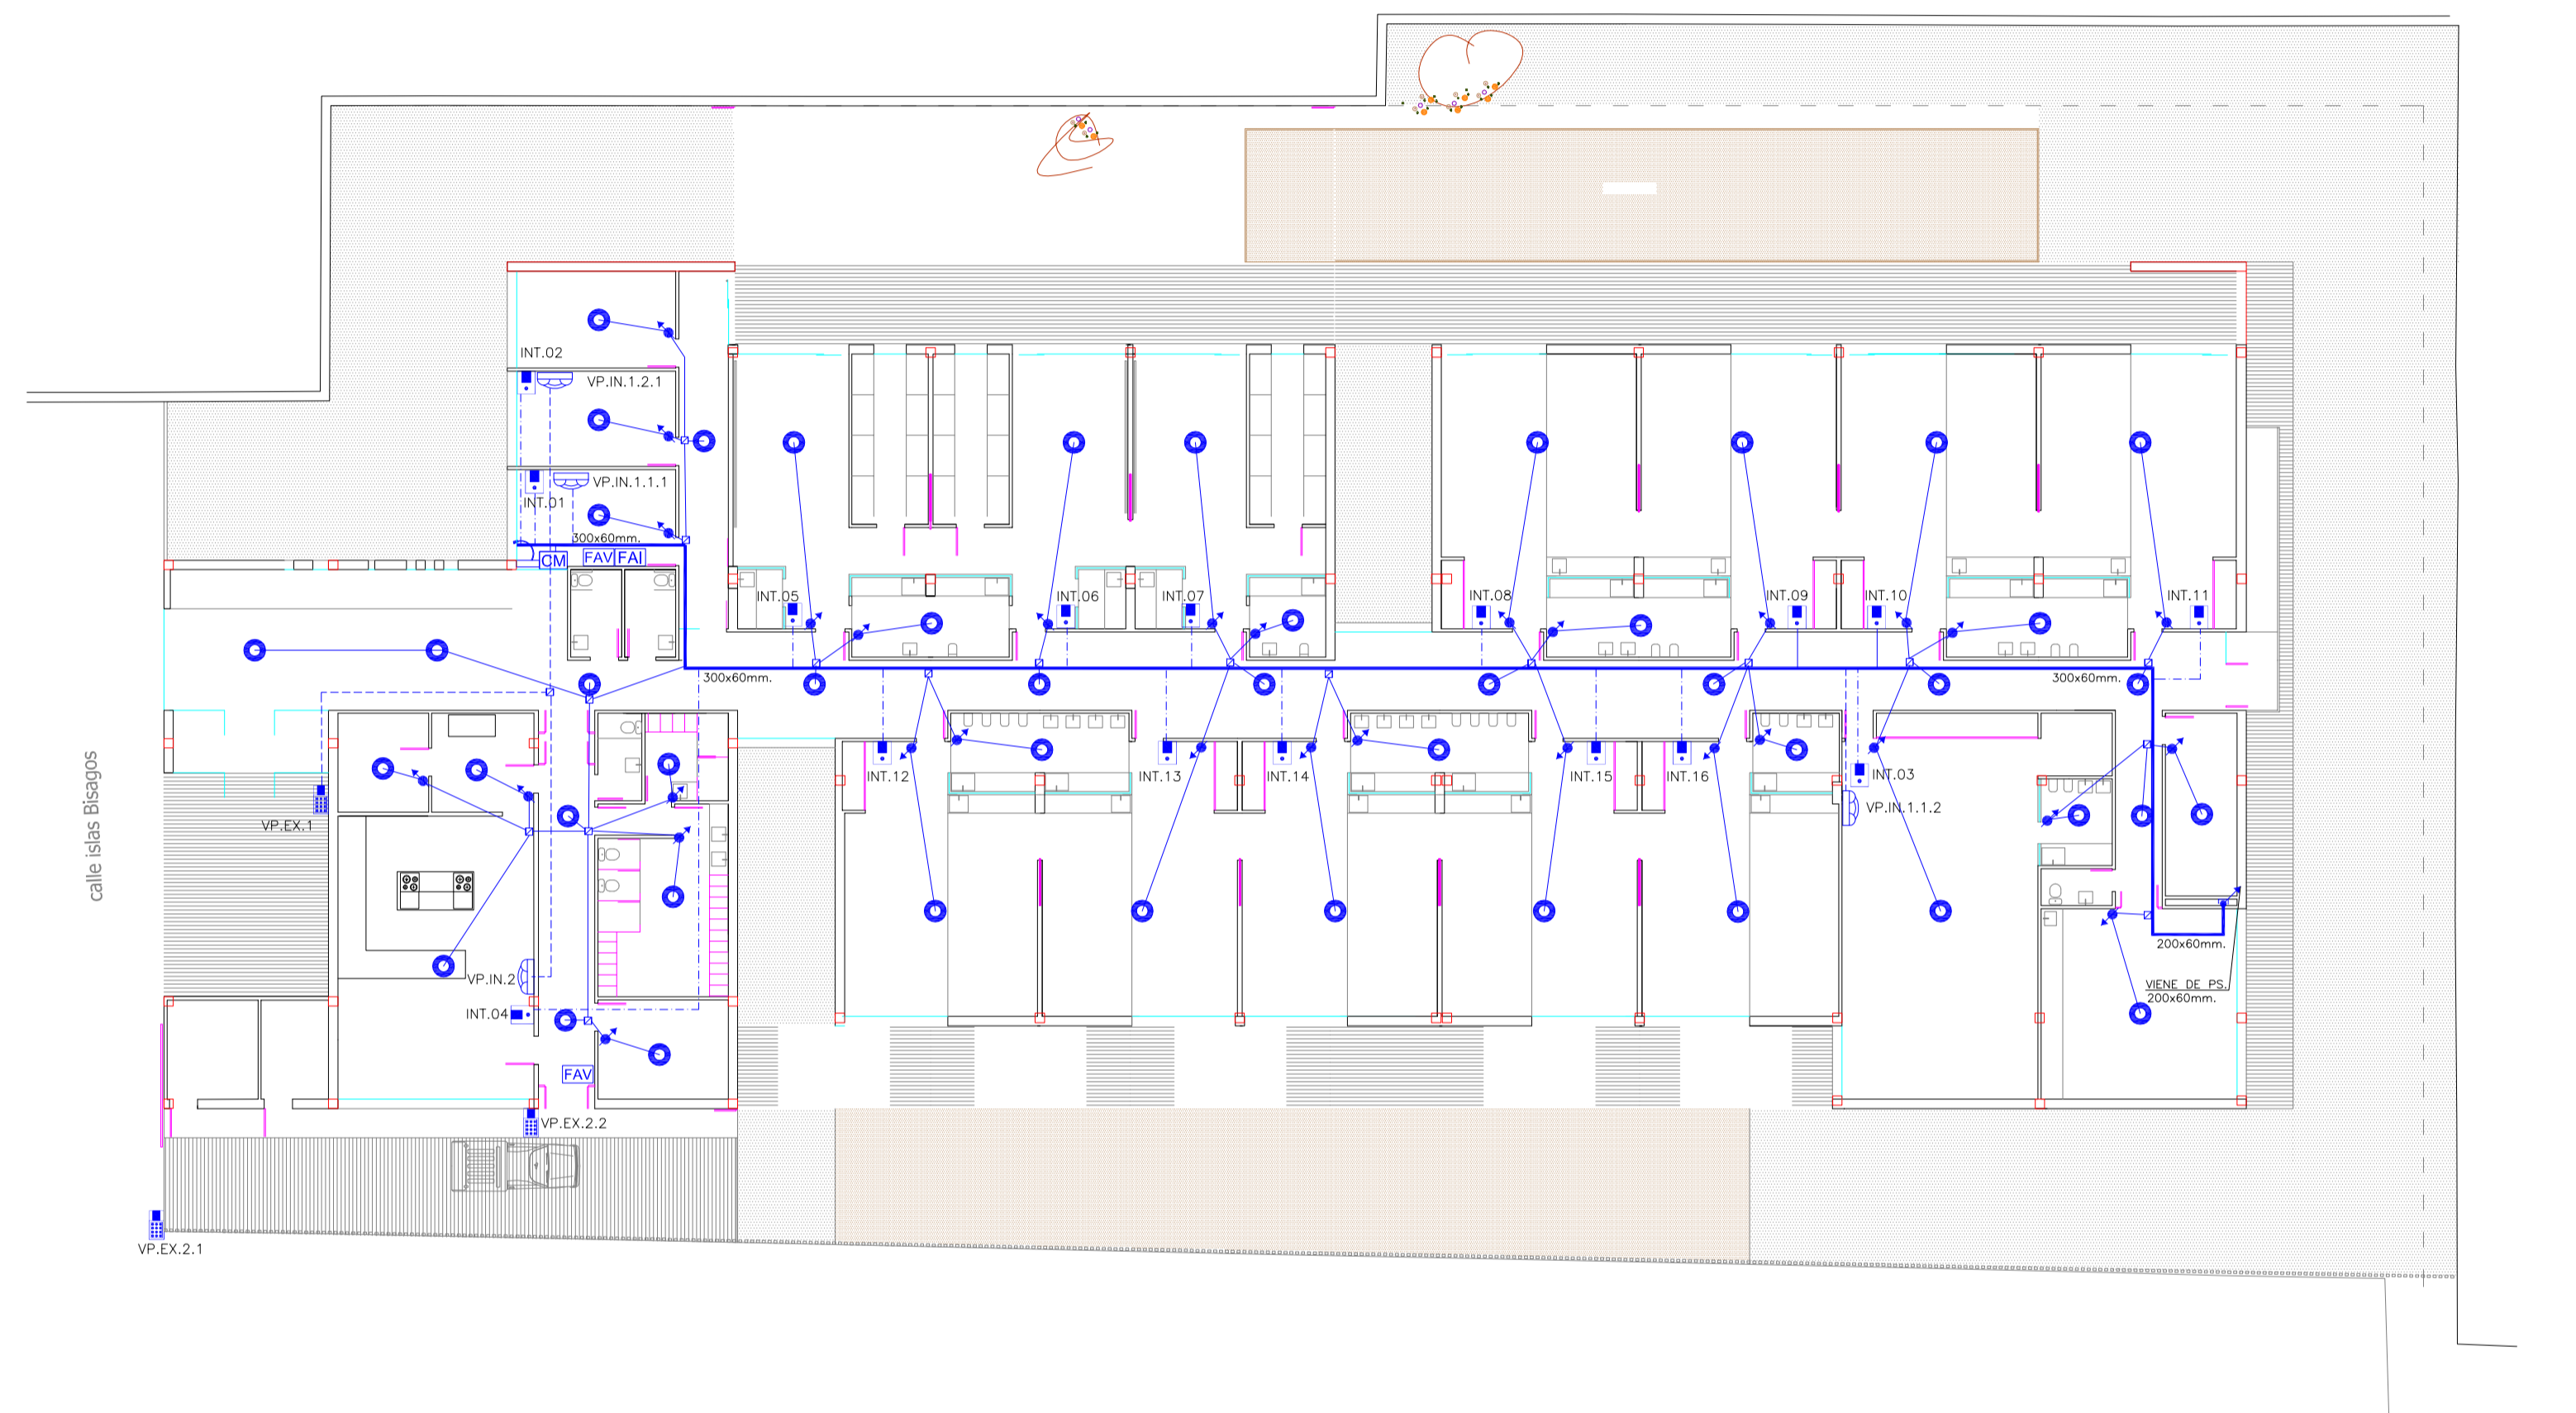 INT.02
VP.IN.1.2.1
VP.IN.1.1.1
INT.01
300x60mm.
CM
FAV
FAI
INT.05
INT.06
INT.07
INT.08
INT.09
INT.10
INT.11
300x60mm.
300x60mm.
calle islas Bisagos
VP.EX.1
INT.12
INT.13
INT.14
INT.15
INT.16
INT.03
VP.IN.1.1.2
VP.IN.2
INT.04
200x60mm.
VIENE DE PS.
200x60mm.
FAV
VP.EX.2.2
VP.EX.2.1